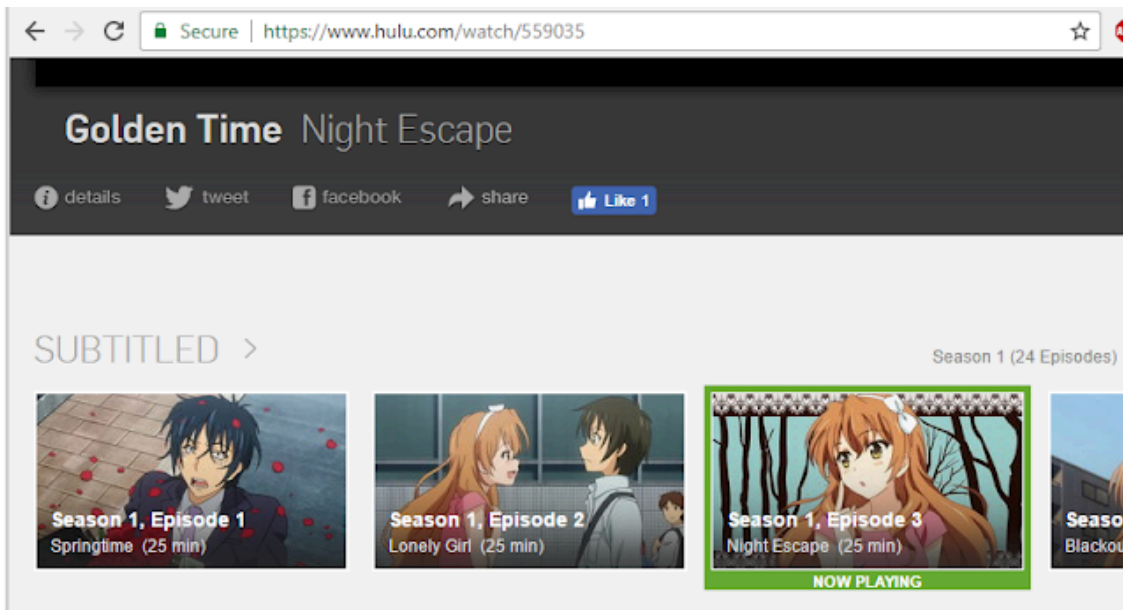 Secure | https://www.hulu.com/watch/559035
Golden Time Night Escape
details tweet facebook share Like 1
SUBTITLED >
Season 1 (24 Episodes)
Season 1, Episode 1
Springtime (25 min)
Season 1, Episode 2
Lonely Girl (25 min)
Season 1, Episode 3
Night Escape (25 min)
NOW PLAYING
Seaso
Blackou